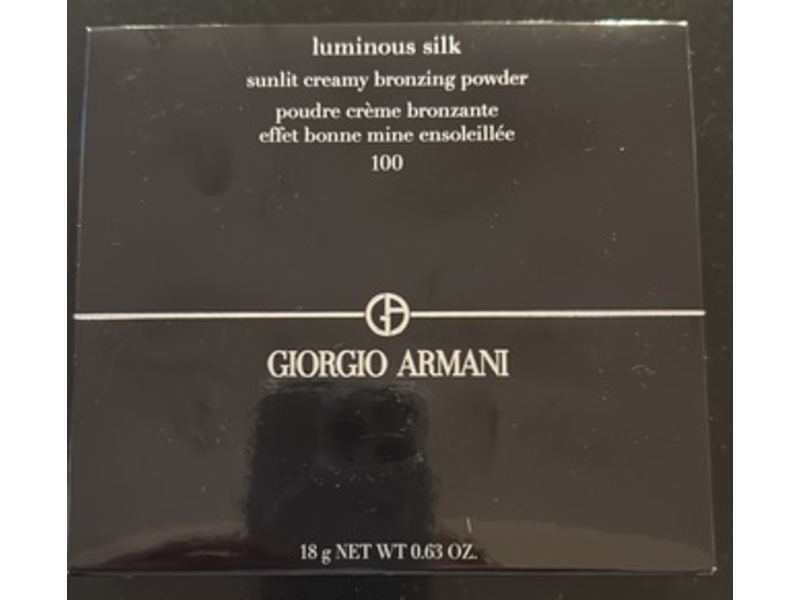 luminous silk
sunlit creamy bronzing powder
poudre crème bronzante
effet bonne mine ensoleillée
100
GA
GIORGIO ARMANI
18 g NET WT 0.63 OZ.